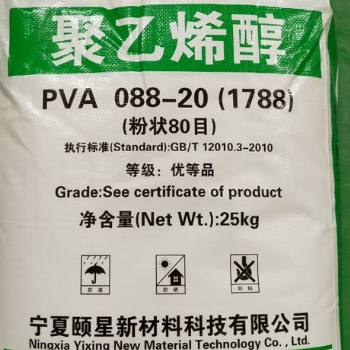 聚乙烯醇
PVA 088-20 (1788)
(粉状80目)
执行标准(Standard):GB/T 12010.3-2010
等级：优等品
Grade:See certificate of product
净含量(Net Wt.):25kg
宁夏颐星新材料科技有限公司
Ningxia Yixing New Material Technology Co., Ltd.